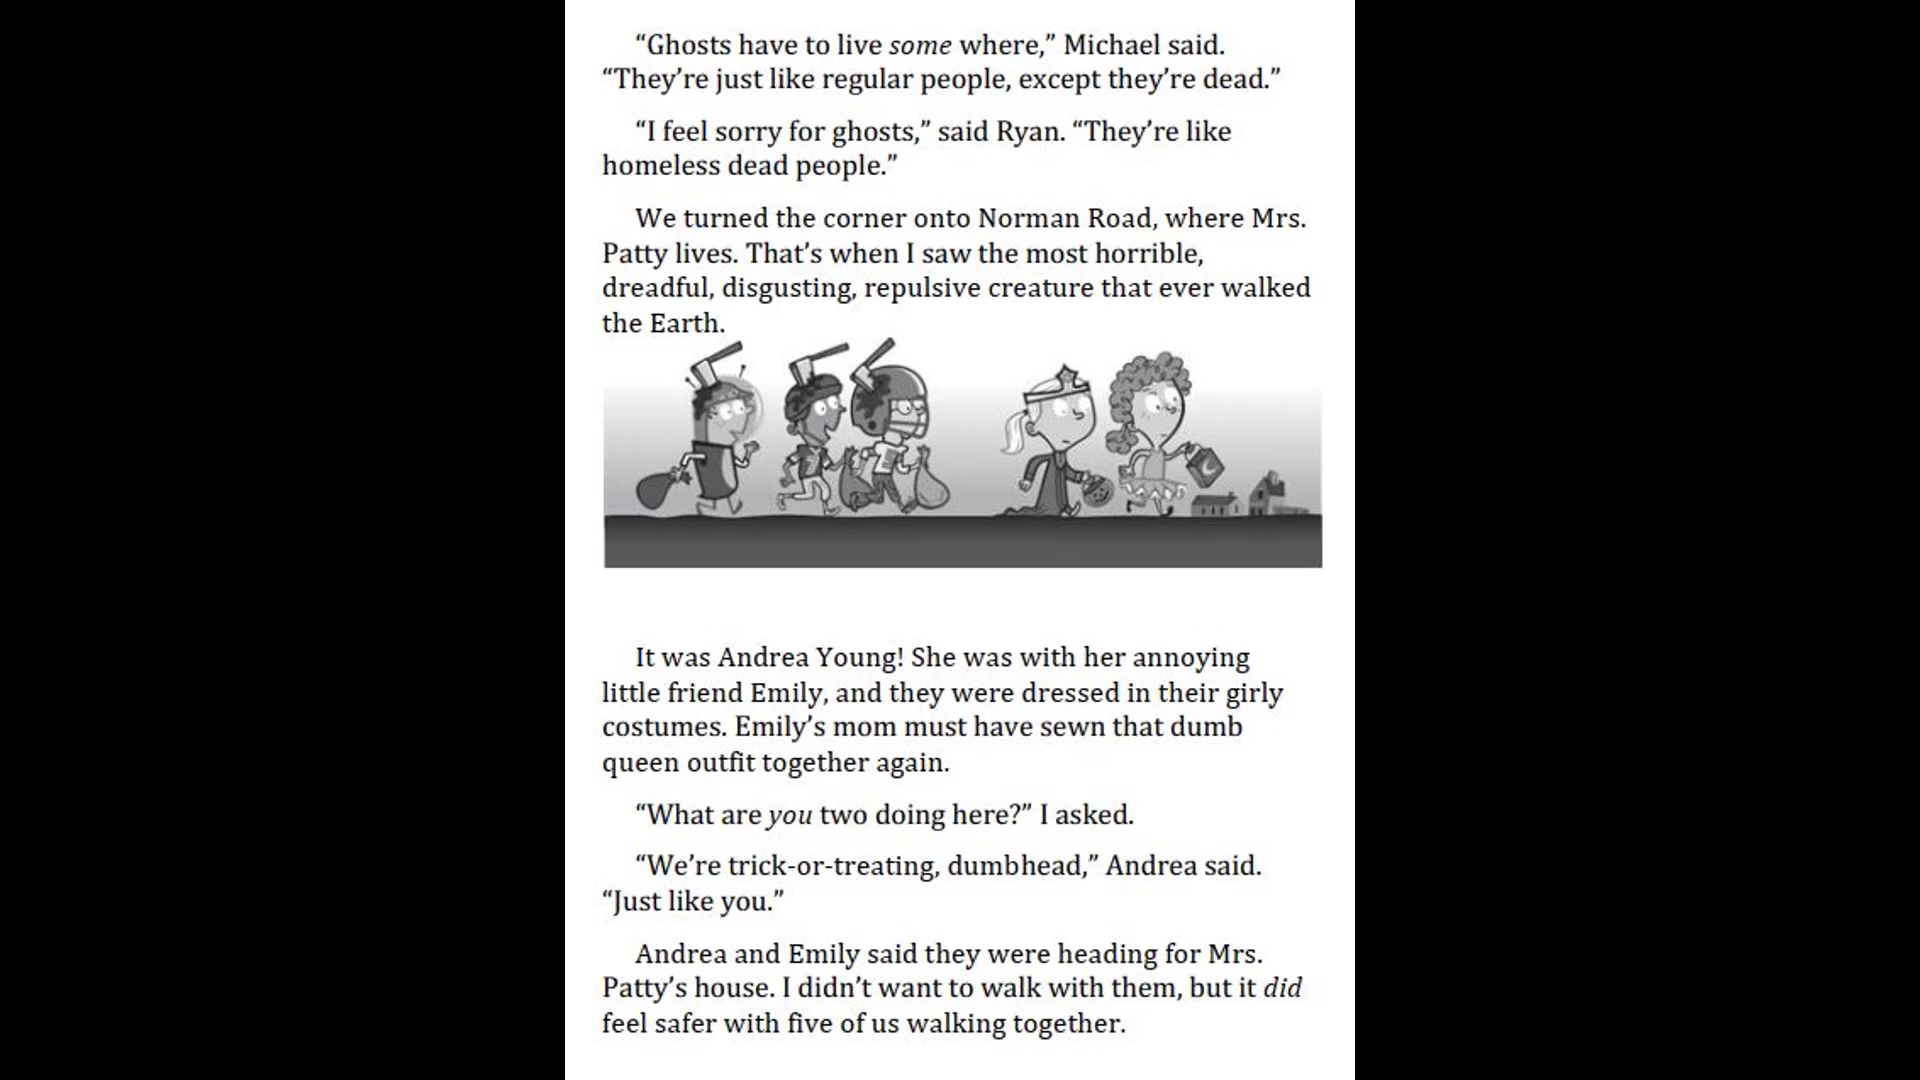 “Ghosts have to live some where,” Michael said.
“They’re just like regular people, except they’re dead.”
“I feel sorry for ghosts,” said Ryan. “They’re like
homeless dead people.”
We turned the corner onto Norman Road, where Mrs.
Patty lives. That’s when I saw the most horrible,
dreadful, disgusting, repulsive creature that ever walked
the Earth.
It was Andrea Young! She was with her annoying
little friend Emily, and they were dressed in their girly
costumes. Emily’s mom must have sewn that dumb
queen outfit together again.
“What are you two doing here?” I asked.
“We’re trick-or-treating, dumbhead,” Andrea said.
“Just like you.”
Andrea and Emily said they were heading for Mrs.
Patty’s house. I didn’t want to walk with them, but it did
feel safer with five of us walking together.